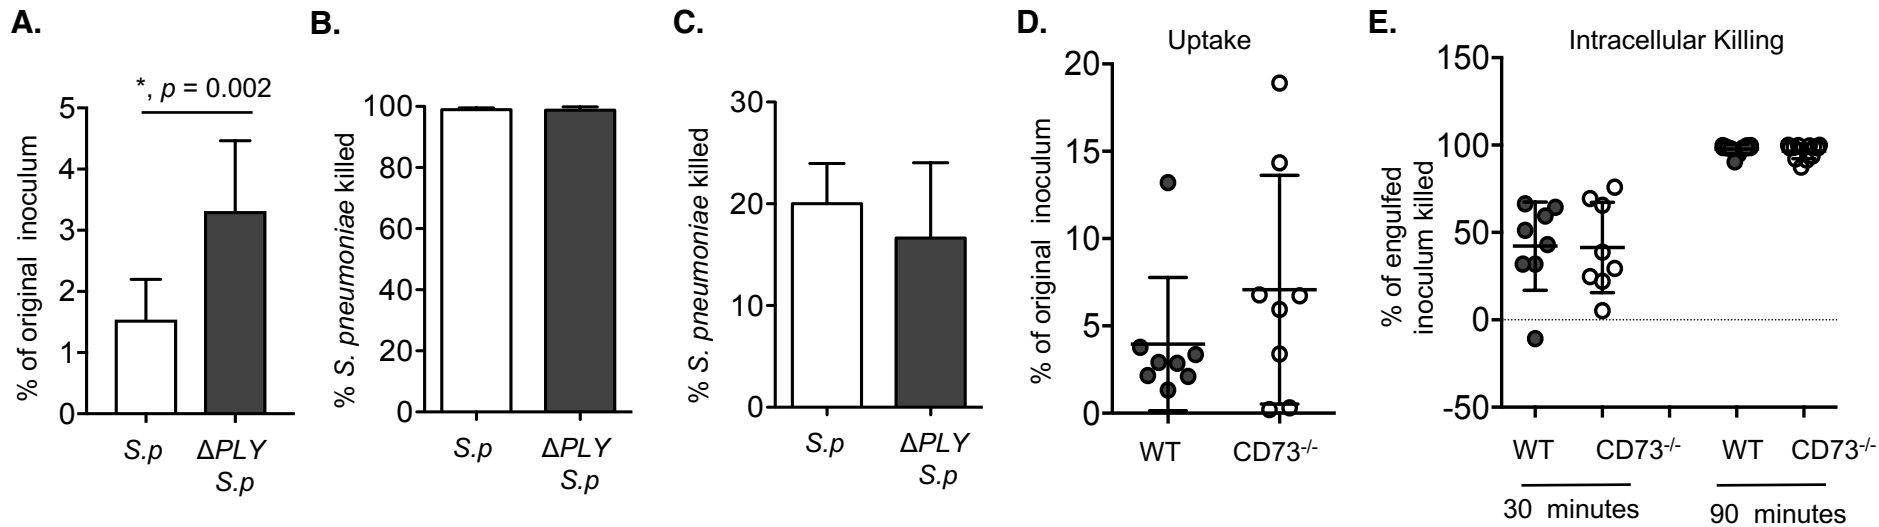 A.
*, p = 0.002
% of original inoculum
5
4
3
2
1
0
S.p
ΔPLY
S.p
B.
% S. pneumoniae killed
100
80
60
40
20
0
S.p
ΔPLY
S.p
C.
% S. pneumoniae killed
30
20
10
0
S.p
ΔPLY
S.p
D.
Uptake
% of original inoculum
20
15
10
5
0
WT
CD73-/-
E.
Intracellular Killing
% of engulfed
inoculum killed
150
100
50
0
-50
WT
CD73-/-
WT
CD73-/-
30 minutes
90 minutes